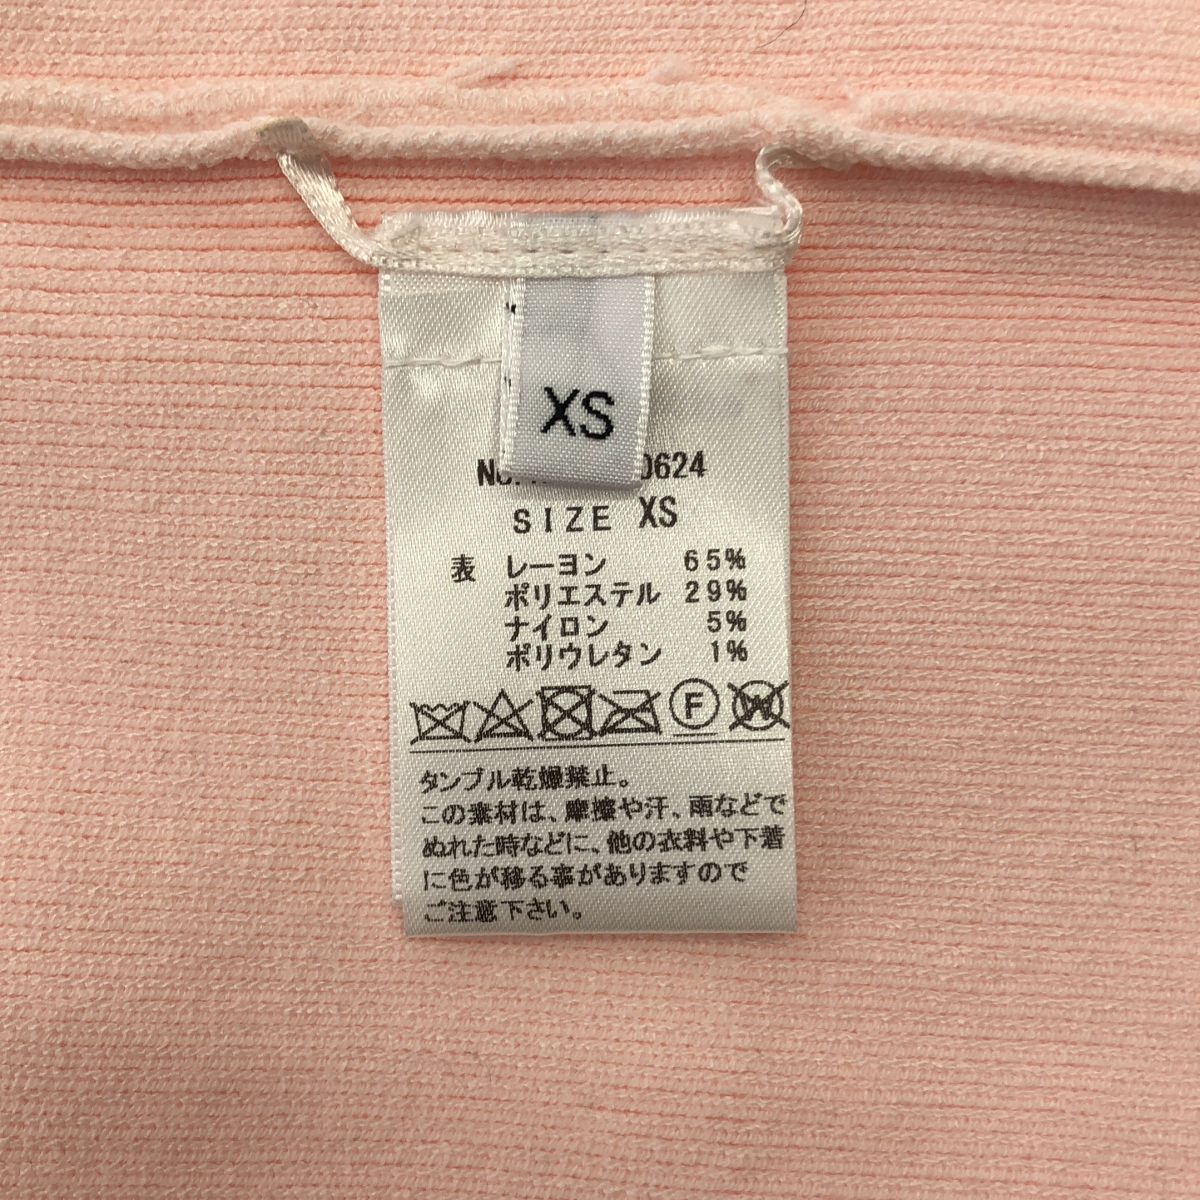 XS
0624
SIZE XS
表 レーヨン 65%
ポリエステル 29%
ナイロン 5%
ポリウレタン 1%
F W
タンブル乾燥禁止。
この素材は、摩擦や汗、雨などで
ぬれた時などに、他の衣料や下着
に色が移る事がありますので
ご注意下さい。